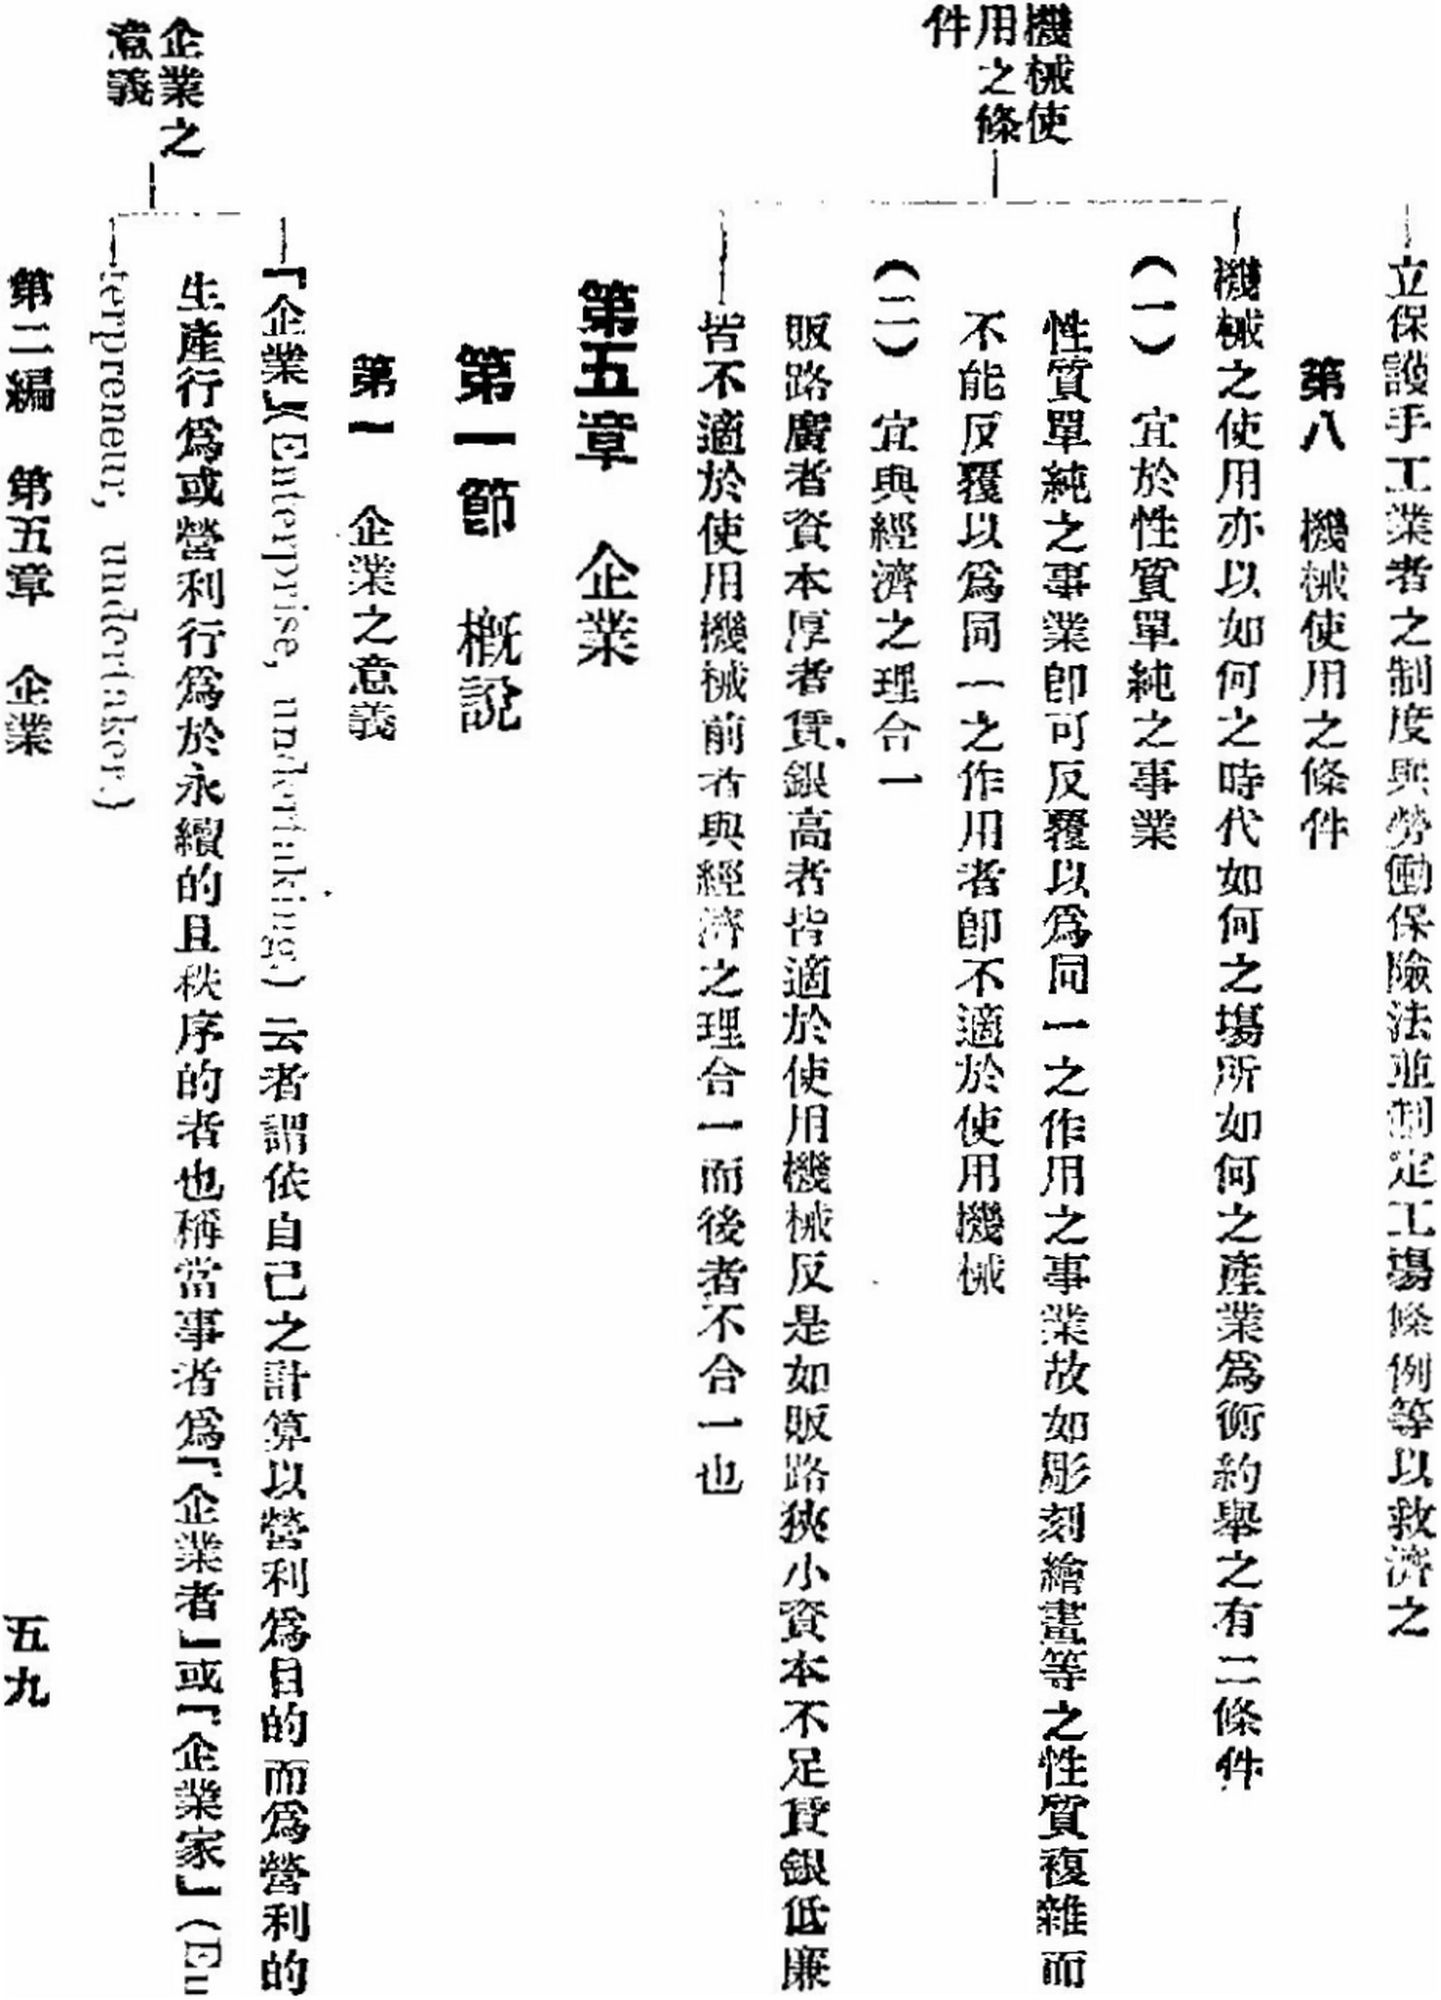 立保護手工業者之制度與勞働保險法並制定工場條例等以救濟之
第八　機械使用之條件
機械使
用之條
件
機械之使用亦以如何之時代如何之場所如何之產業爲衡約舉之有二條件
（一）　宜於性質單純之事業
性質單純之事業卽可反覆以爲同一之作用之事業故如彫刻繪畫等之性質複雜而
不能反覆以爲同一之作用者卽不適於使用機械
（二）　宜與經濟之理合一
販路廣者資本厚者賃銀高者皆適於使用機械反是如販路狹小資本不足賃銀低廉
皆不適於使用機械前者與經濟之理合一而後者不合一也
第五章　企業
第一節　概說
第一　企業之意義
企業之
意義
「企業」(Enterprise, undertaking)云者謂依自己之計算以營利爲目的而爲營利的
生產行爲或營利行爲於永續的且秩序的者也稱當事者爲「企業者」或「企業家」(En
terpreneur, undertaker)
第二編　第五章　企業
五九